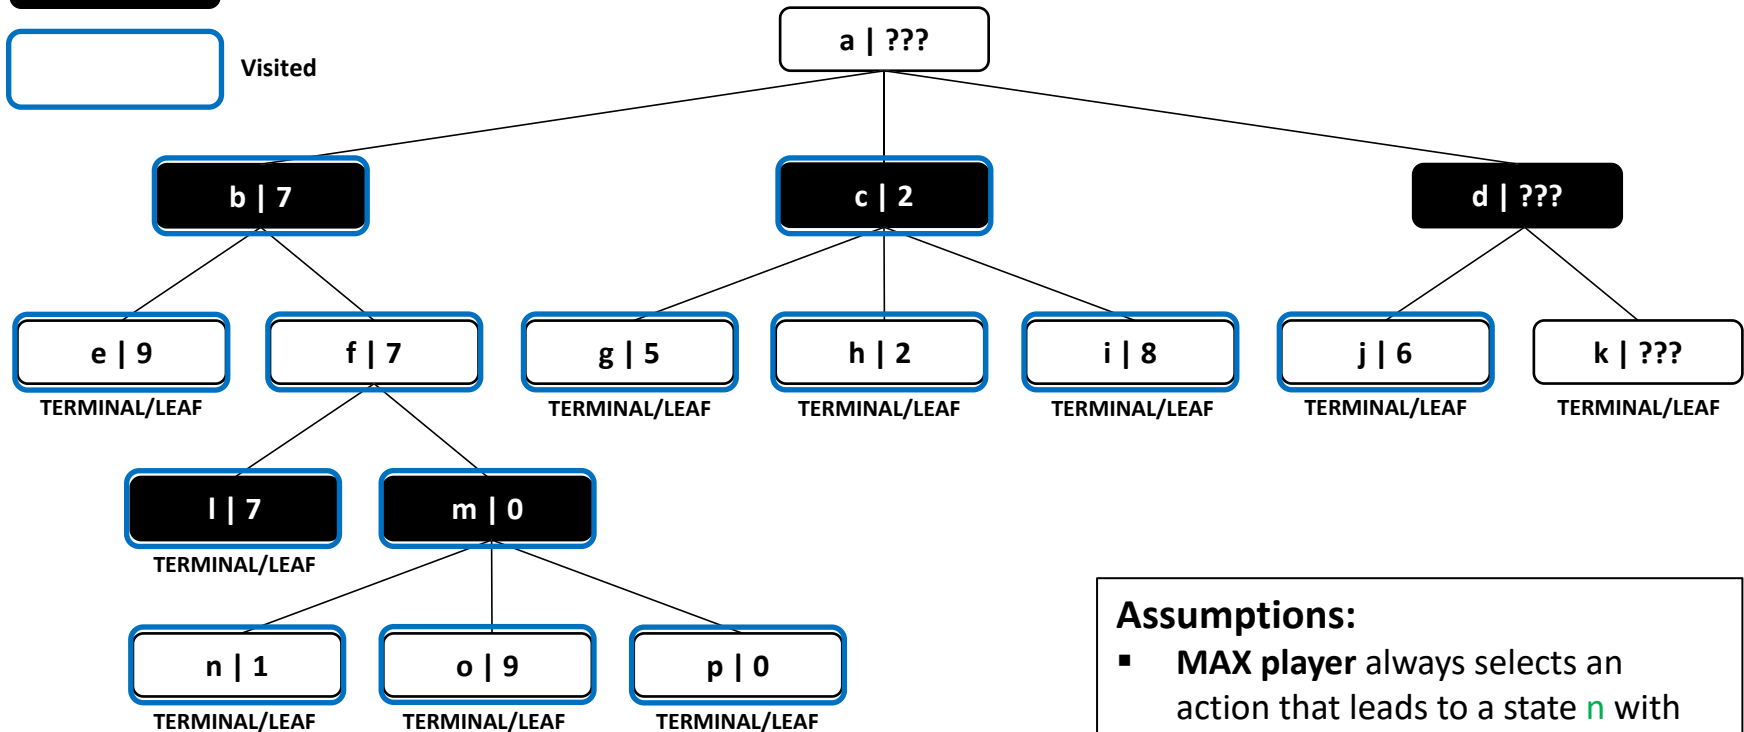 a | ???
Visited
b | 7
c | 2
d | ???
e | 9
f | 7
g | 5
h | 2
i | 8
j | 6
k | ???
TERMINAL/LEAF
TERMINAL/LEAF
TERMINAL/LEAF
TERMINAL/LEAF
TERMINAL/LEAF
TERMINAL/LEAF
l | 7
m | 0
TERMINAL/LEAF
n | 1
o | 9
p | 0
TERMINAL/LEAF
TERMINAL/LEAF
TERMINAL/LEAF
Assumptions:
▪ MAX player always selects an
action that leads to a state n with